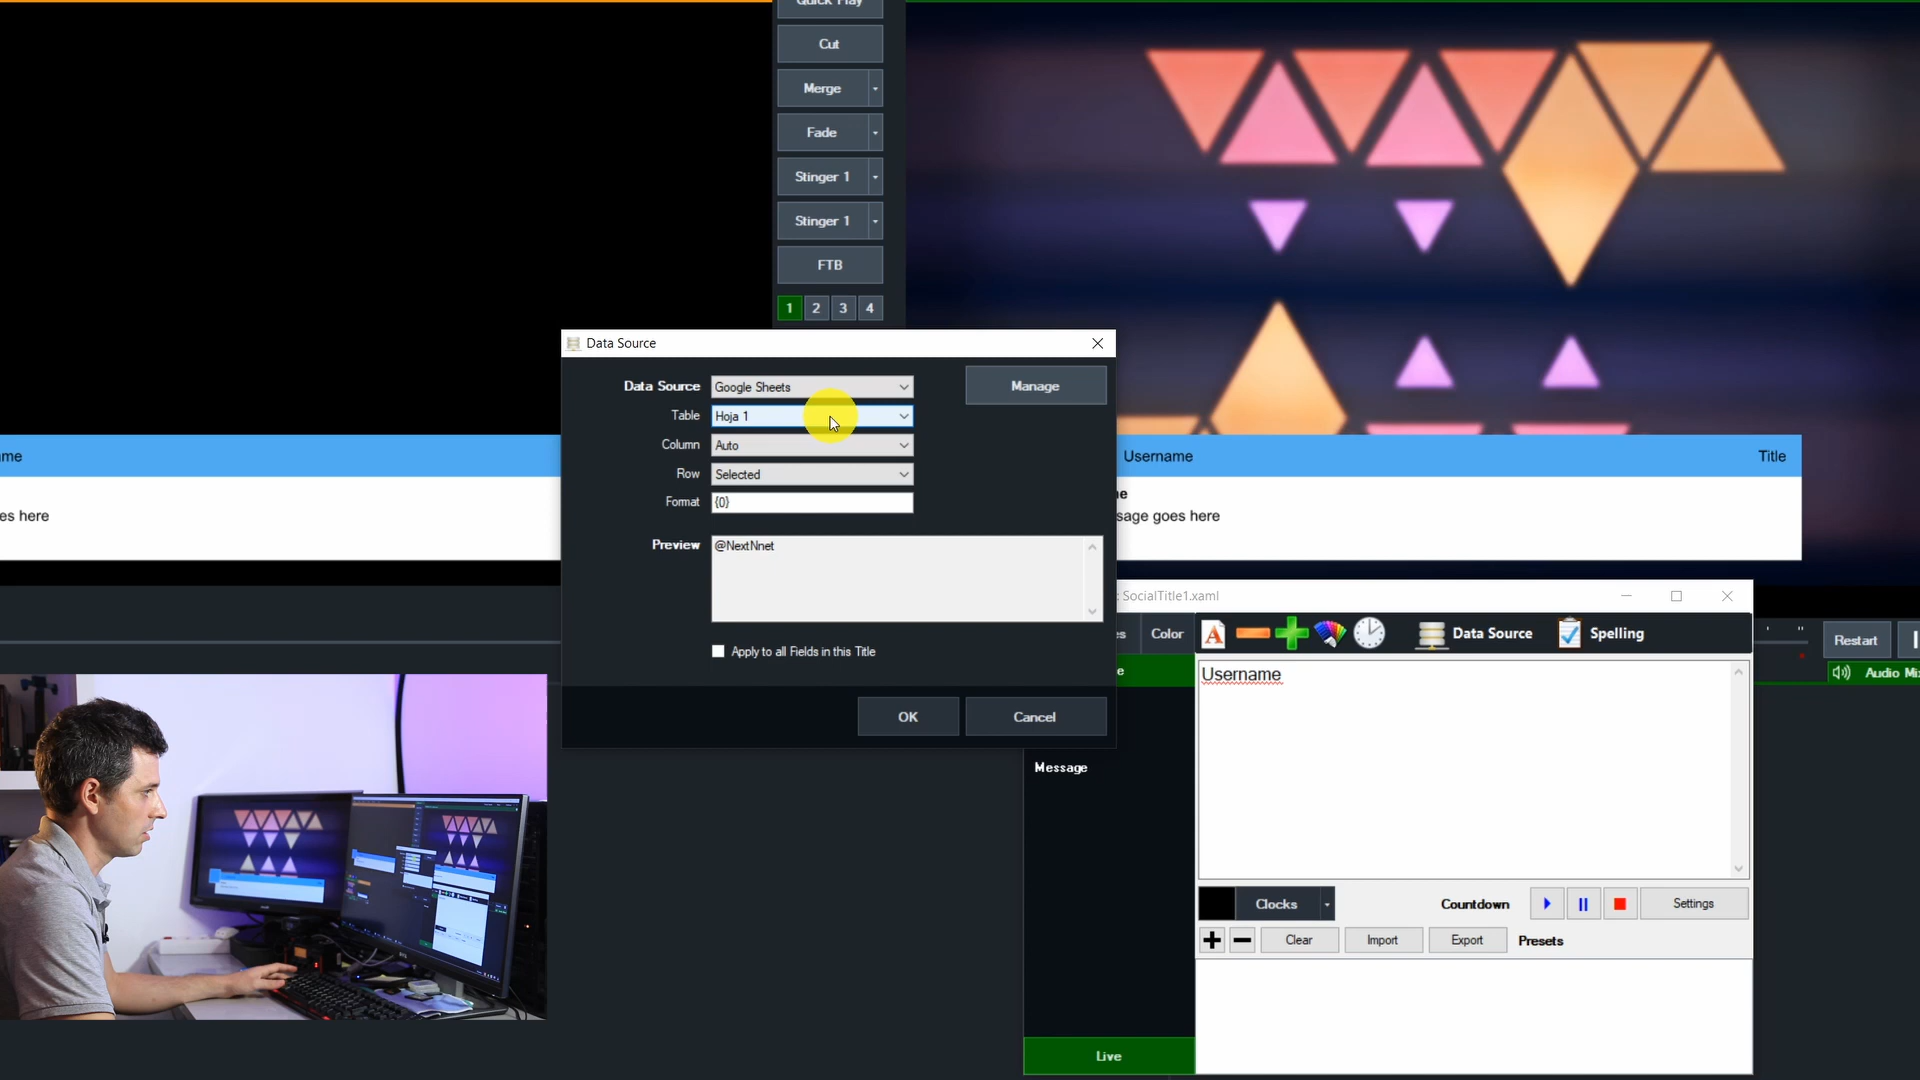 Quick Play
Cut
Merge
Fade
Stinger 1
Stinger 1
FTB
1 2 3 4
Data Source
Data Source Google Sheets
Manage
Table Hoja 1
Column Auto
Row Selected
Format {0}
Preview @NextNnet
Apply to all Fields in this Title
OK
Cancel
me
es here
Username
Title
sage goes here
: SocialTitle1.xaml
es
Color
Data Source
Spelling
Restart
Audio Mi
e
Username
Message
Clocks
Countdown
Settings
Clear
Import
Export
Presets
Live